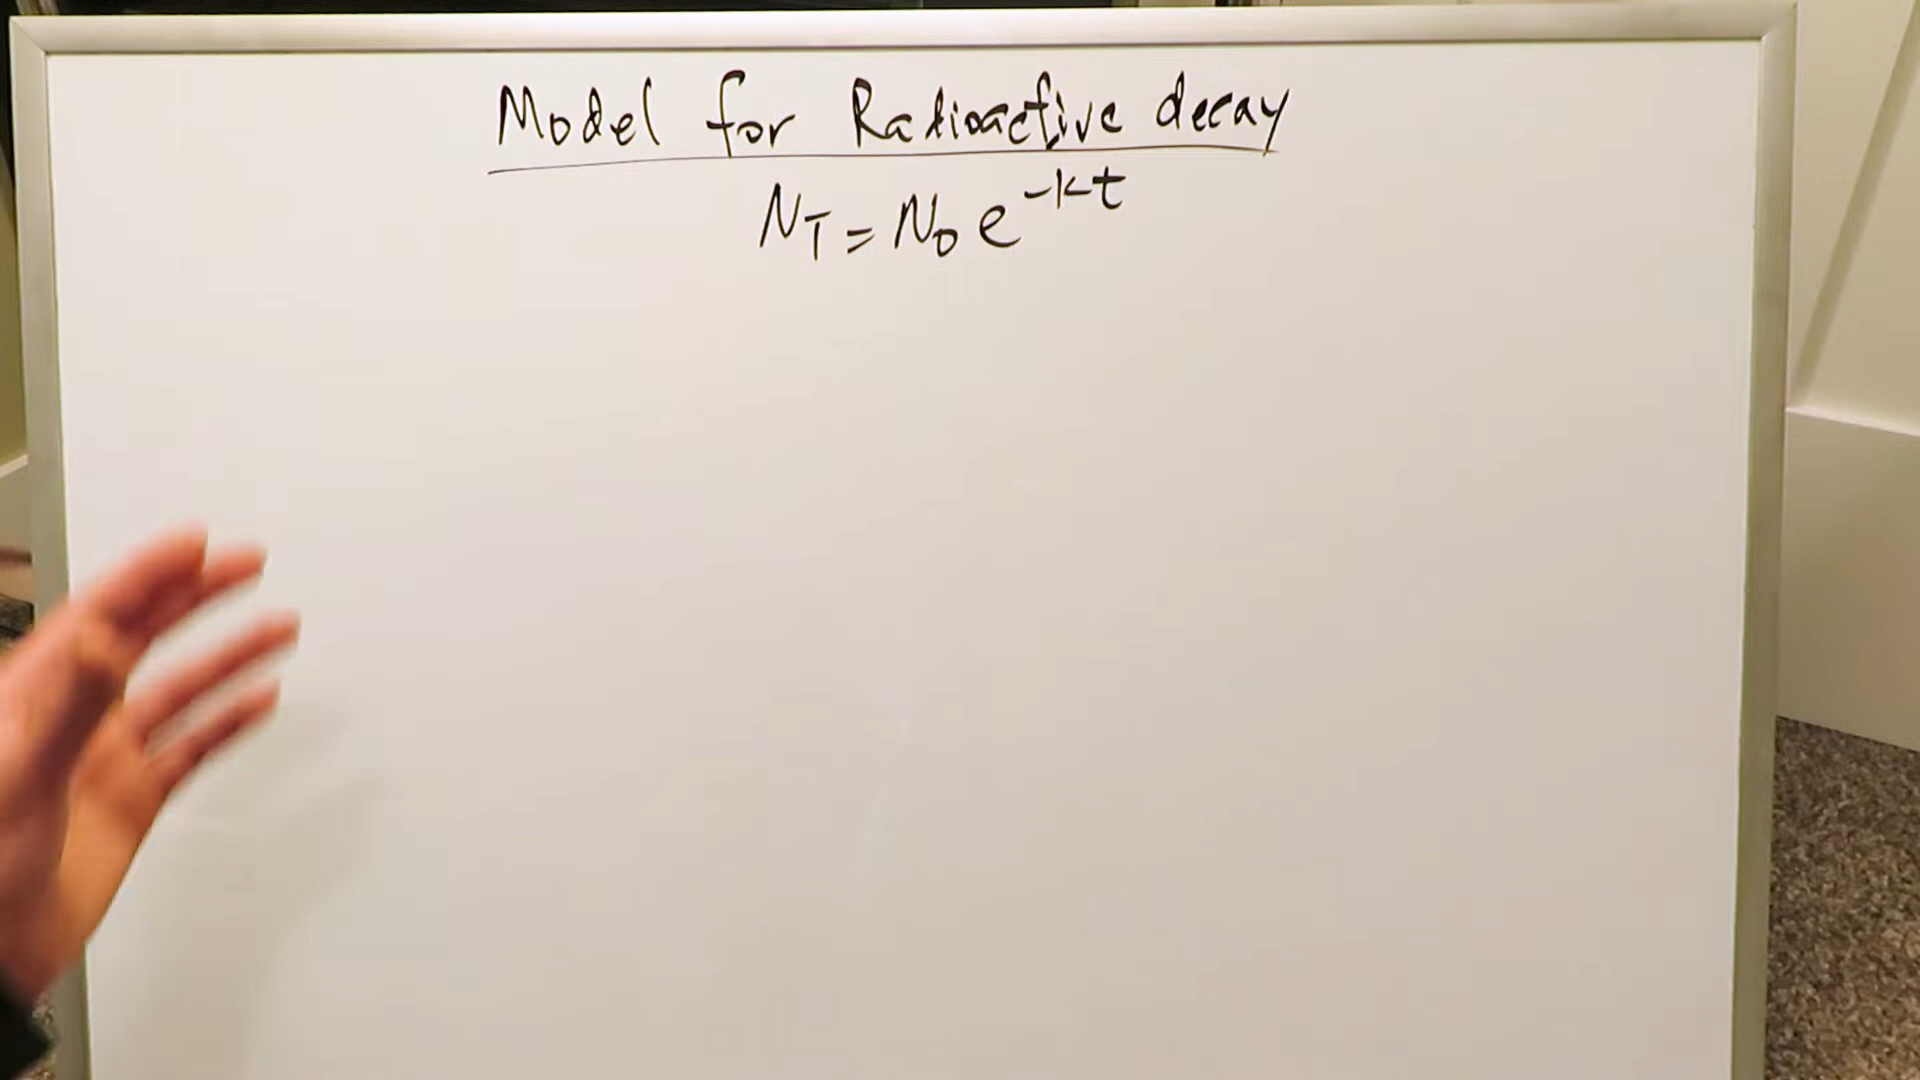 Model for Radioactive decay
N_T = N_0 e^{-kt}